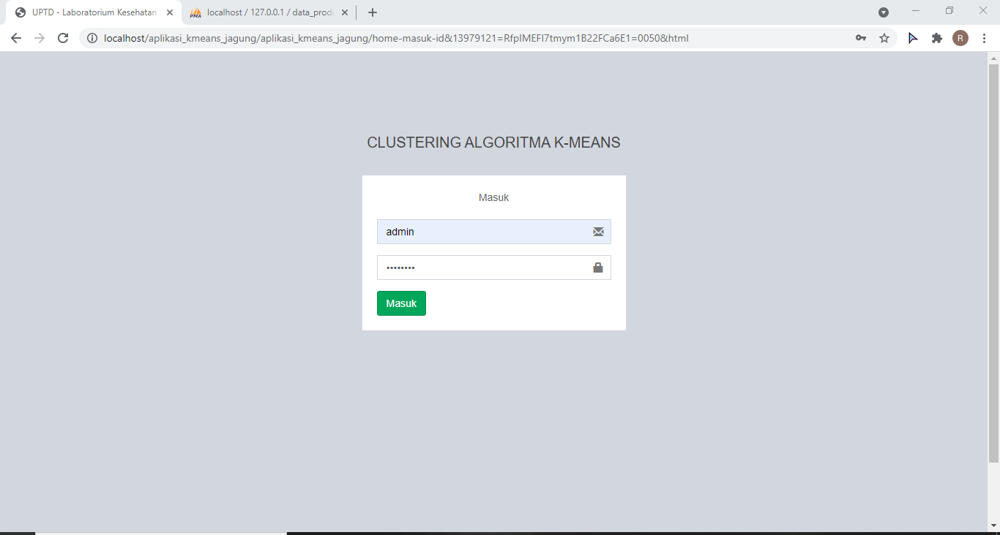 UPTD - Laboratorium Kesehatan
PMA
localhost / 127.0.0.1 / data_produ
localhost/aplikasi_kmeans_jagung/aplikasi_kmeans_jagung/home-masuk-id&13979121=RfpIMEFI7tmym1B22FCa6E1=0050&html
R
CLUSTERING ALGORITMA K-MEANS
Masuk
admin
••••••••
Masuk